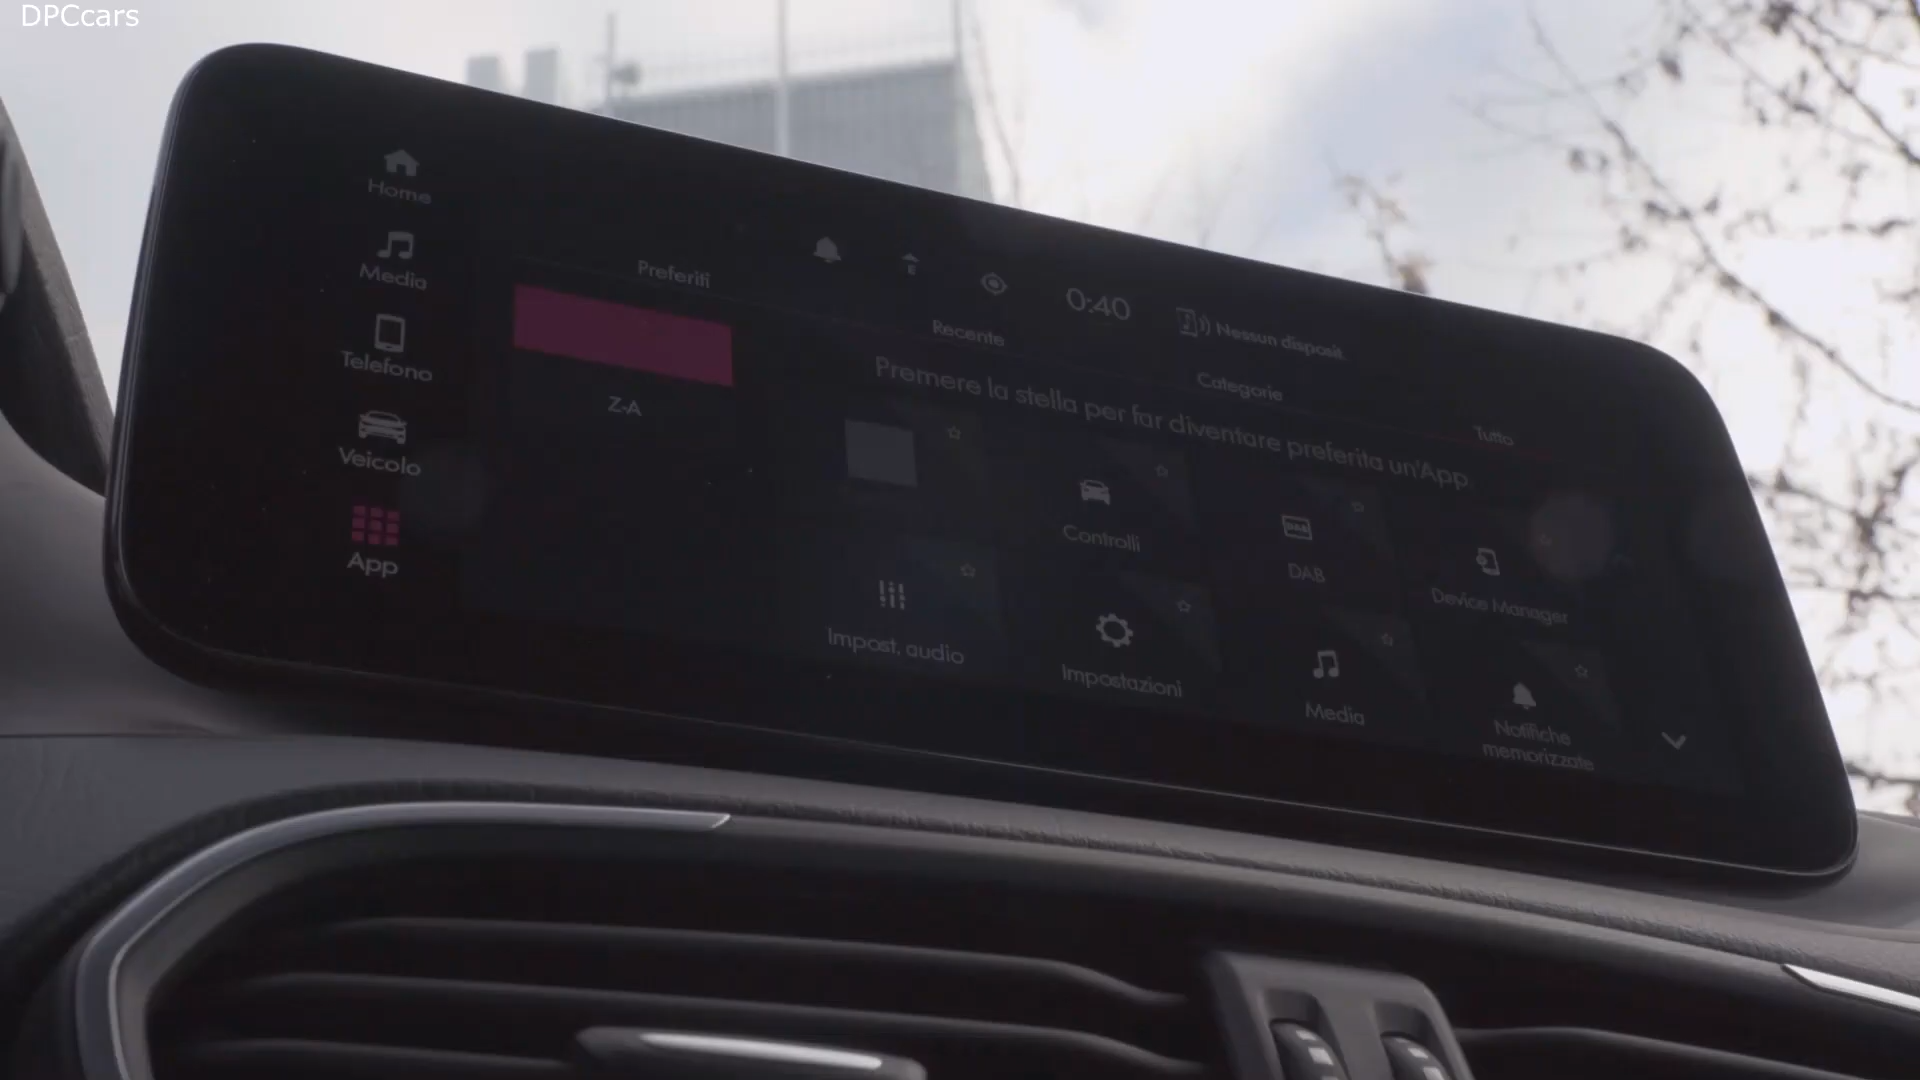 DPCcars
Home
Media
Telefono
Veicolo
App
E
0:40
Nessun disposit.
Preferiti
Recente
Categorie
Tutto
Z-A
Premere la stella per far diventare preferita un'App
Controlli
DAB
DAB
Device Manager
Impost. audio
Impostazioni
Media
Notifiche
memorizzate